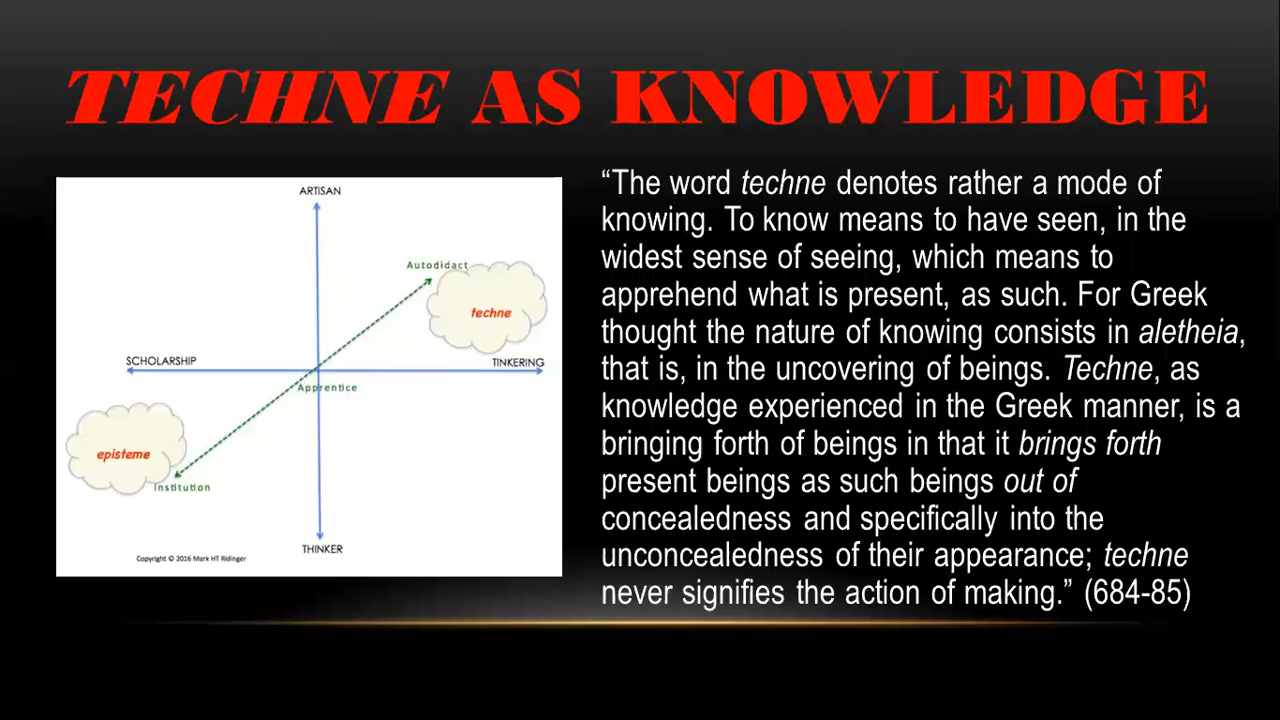 TECHNE AS KNOWLEDGE
ARTISAN
Autodidact
techne
SCHOLARSHIP
TINKERING
Apprentice
episteme
Institution
THINKER
Copyright © 2016 Mark HT Ridinger
“The word techne denotes rather a mode of
knowing. To know means to have seen, in the
widest sense of seeing, which means to
apprehend what is present, as such. For Greek
thought the nature of knowing consists in aletheia,
that is, in the uncovering of beings. Techne, as
knowledge experienced in the Greek manner, is a
bringing forth of beings in that it brings forth
present beings as such beings out of
concealedness and specifically into the
unconcealedness of their appearance; techne
never signifies the action of making.” (684-85)